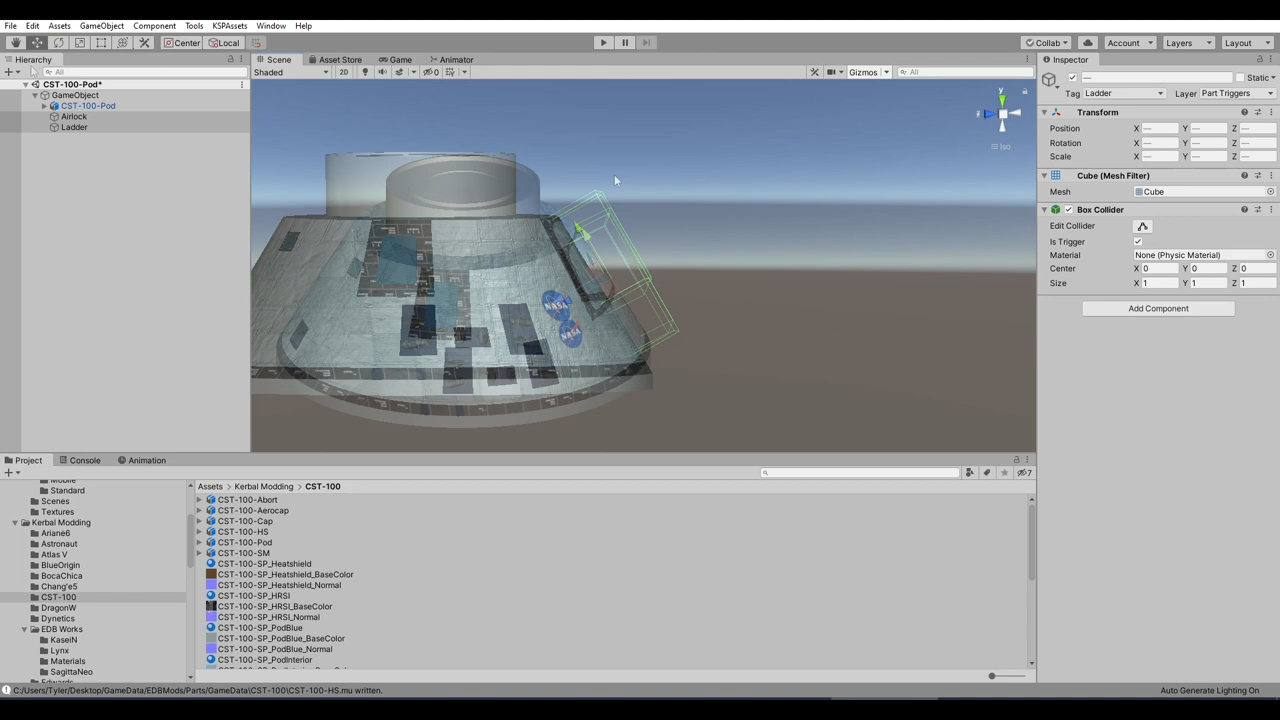 File Edit Assets GameObject Component Tools KSPAssets Window Help
Center Local Collab Account Layers Layout
Hierarchy
All
CST-100-Pod*
GameObject
CST-100-Pod
Airlock
Ladder
Scene Asset Store Game Animator
Shaded 2D 0 Gizmos All
y
z
Iso
NASA
NASA
Inspector
— Static
Tag Ladder Layer Part Triggers
Transform
Position X — Y — Z —
Rotation X — Y — Z —
Scale X — Y — Z —
Cube (Mesh Filter)
Mesh Cube
Box Collider
Edit Collider
Is Trigger
Material None (Physic Material)
Center X 0 Y 0 Z 0
Size X 1 Y 1 Z 1
Add Component
Project Console Animation
7
Standard
Scenes
Textures
Kerbal Modding
Ariane6
Astronaut
Atlas V
BlueOrigin
BocaChica
Chang'e5
CST-100
DragonW
Dynetics
EDB Works
KaseiN
Lynx
Materials
SagittaNeo
Assets Kerbal Modding CST-100
CST-100-Abort
CST-100-Aerocap
CST-100-Cap
CST-100-HS
CST-100-Pod
CST-100-SM
CST-100-SP_Heatshield
CST-100-SP_Heatshield_BaseColor
CST-100-SP_Heatshield_Normal
CST-100-SP_HRSI
CST-100-SP_HRSI_BaseColor
CST-100-SP_HRSI_Normal
CST-100-SP_PodBlue
CST-100-SP_PodBlue_BaseColor
CST-100-SP_PodBlue_Normal
CST-100-SP_PodInterior
C:/Users/Tyler/Desktop/GameData/EDBMods/Parts/GameData\CST-100\CST-100-HS.mu written.
Auto Generate Lighting On